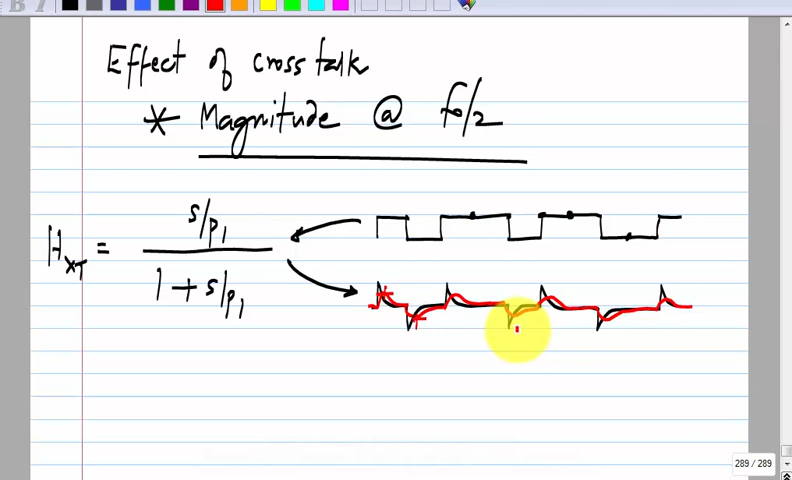 B I
Effect of cross talk
* Magnitude @ f0/2
H_XT = (s/p1) / (1 + s/p1)
289 / 289